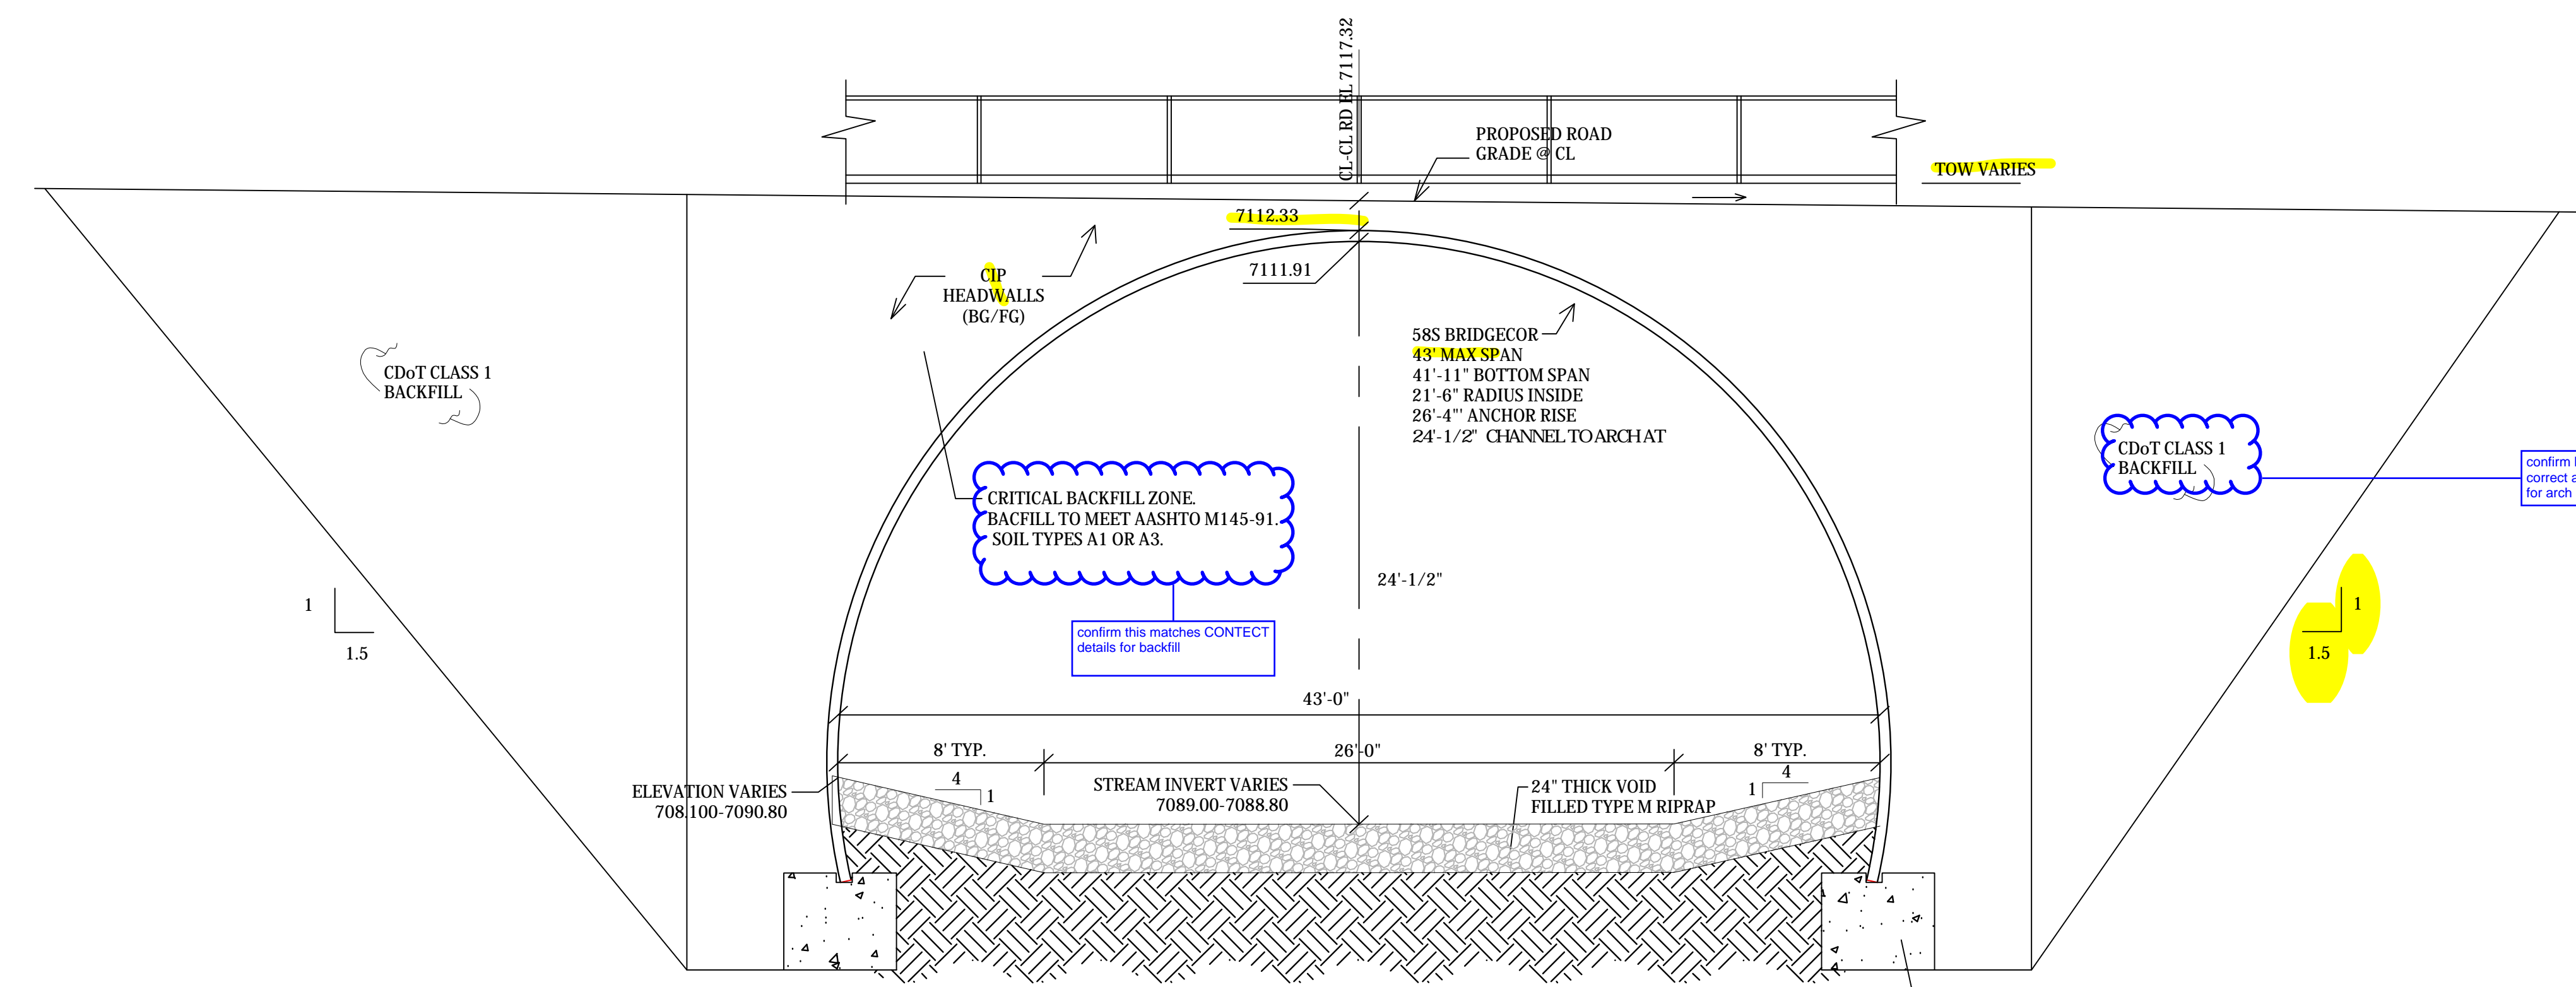 CL-CL RD EL 7117.32
PROPOSED ROAD
GRADE @ CL
TOW VARIES
7112.33
7111.91
CIP
HEADWALLS
(BG/FG)
58S BRIDGECOR
43' MAX SPAN
41'-11" BOTTOM SPAN
21'-6" RADIUS INSIDE
26'-4"' ANCHOR RISE
24'-1/2" CHANNEL TO ARCH AT
CDoT CLASS 1
BACKFILL
CDoT CLASS 1
BACKFILL
confirm
correct
for arch
CRITICAL BACKFILL ZONE.
BACFILL TO MEET AASHTO M145-91.
SOIL TYPES A1 OR A3.
confirm this matches CONTECT
details for backfill
24'-1/2"
1
1.5
1
1.5
43'-0"
8' TYP.
26'-0"
8' TYP.
4
1
4
1
ELEVATION VARIES
708.100-7090.80
STREAM INVERT VARIES
7089.00-7088.80
24" THICK VOID
FILLED TYPE M RIPRAP